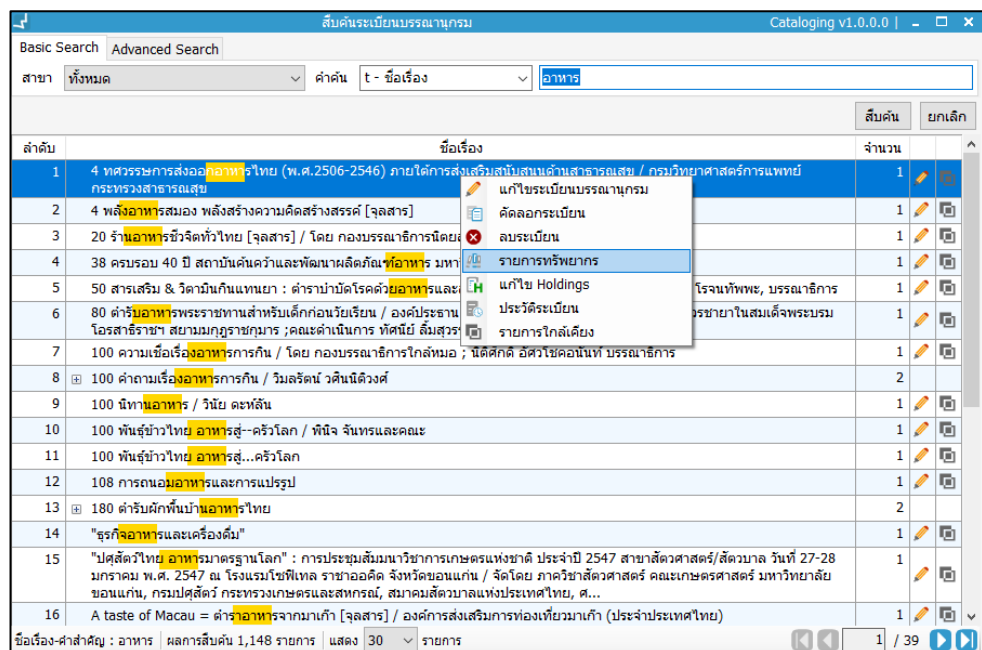 สืบค้นระเบียนบรรณานุกรม Cataloging v1.0.0.0 |
Basic Search Advanced Search
สาขา ทั้งหมด คำค้น t - ชื่อเรื่อง อาหาร
สืบค้น ยกเลิก
ลำดับ ชื่อเรื่อง จำนวน
1 4 ทศวรรษการส่งออกอาหารไทย (พ.ศ.2506-2546) ภายใต้การส่งเสริมสนับสนุนด้านสาธารณสุข / กรมวิทยาศาสตร์การแพทย์ 1
กระทรวงสาธารณสุข
แก้ไขระเบียนบรรณานุกรม
2 4 พลังอาหารสมอง พลังสร้างความคิดสร้างสรรค์ [จุลสาร] คัดลอกระเบียน 1
3 20 ร้านอาหารชีวจิตทั่วไทย [จุลสาร] / โดย กองบรรณาธิการนิตย ลบระเบียน 1
4 38 ครบรอบ 40 ปี สถาบันค้นคว้าและพัฒนาผลิตภัณฑ์อาหาร มหา รายการทรัพยากร 1
5 50 สารเสริม & วิตามินกินแทนยา : ตำราบำบัดโรคด้วยอาหารและ แก้ไข Holdings โรจนทัพพะ, บรรณาธิการ 1
6 80 ตำรับอาหารพระราชทานสำหรับเด็กก่อนวัยเรียน / องค์ประธาน ประวัติระเบียน วรชายาในสมเด็จพระบรม 1
โอรสาธิราชฯ สยามมกุฎราชกุมาร ;คณะดำเนินการ ทัศนีย์ ลิ้มสุวร รายการใกล้เคียง
7 100 ความเชื่อเรื่องอาหารการกิน / โดย กองบรรณาธิการใกล้หมอ ; นิติศักดิ์ อัศวโชคอนันท์ บรรณาธิการ 1
8 100 คำถามเรื่องอาหารการกิน / วิมลรัตน์ วศินนิติวงศ์ 2
9 100 นิทานอาหาร / วินัย ดะห์ลัน 1
10 100 พันธุ์ข้าวไทย อาหารสู่--ครัวโลก / พินิจ จันทรและคณะ 1
11 100 พันธุ์ข้าวไทย อาหารสู่...ครัวโลก 1
12 108 การถนอมอาหารและการแปรรูป 1
13 180 ตำรับผักพื้นบ้านอาหารไทย 2
14 "ธุรกิจอาหารและเครื่องดื่ม" 1
15 "ปศุสัตว์ไทย อาหารมาตรฐานโลก" : การประชุมสัมมนาวิชาการเกษตรแห่งชาติ ประจำปี 2547 สาขาสัตวศาสตร์/สัตวบาล วันที่ 27-28 1
มกราคม พ.ศ. 2547 ณ โรงแรมโซฟิเทล ราชาออคิด จังหวัดขอนแก่น / จัดโดย ภาควิชาสัตวศาสตร์ คณะเกษตรศาสตร์ มหาวิทยาลัย
ขอนแก่น, กรมปศุสัตว์ กระทรวงเกษตรและสหกรณ์, สมาคมสัตวบาลแห่งประเทศไทย, ศ...
16 A taste of Macau = ตำราอาหารจากมาเก๊า [จุลสาร] / องค์การส่งเสริมการท่องเที่ยวมาเก๊า (ประจำประเทศไทย) 1
ชื่อเรื่อง-คำสำคัญ : อาหาร ผลการสืบค้น 1,148 รายการ แสดง 30 รายการ 1 / 39